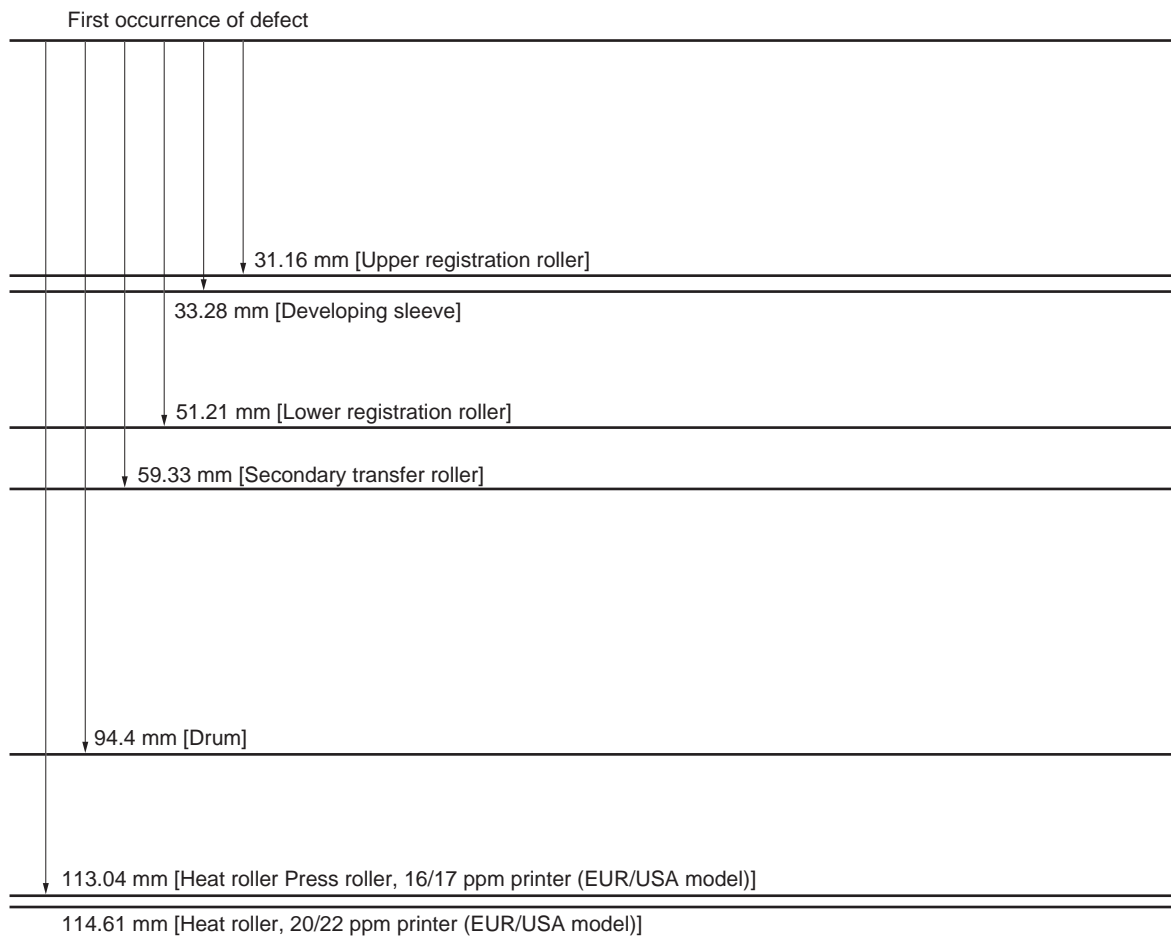 First occurrence of defect
31.16 mm [Upper registration roller]
33.28 mm [Developing sleeve]
51.21 mm [Lower registration roller]
59.33 mm [Secondary transfer roller]
94.4 mm [Drum]
113.04 mm [Heat roller Press roller, 16/17 ppm printer (EUR/USA model)]
114.61 mm [Heat roller, 20/22 ppm printer (EUR/USA model)]